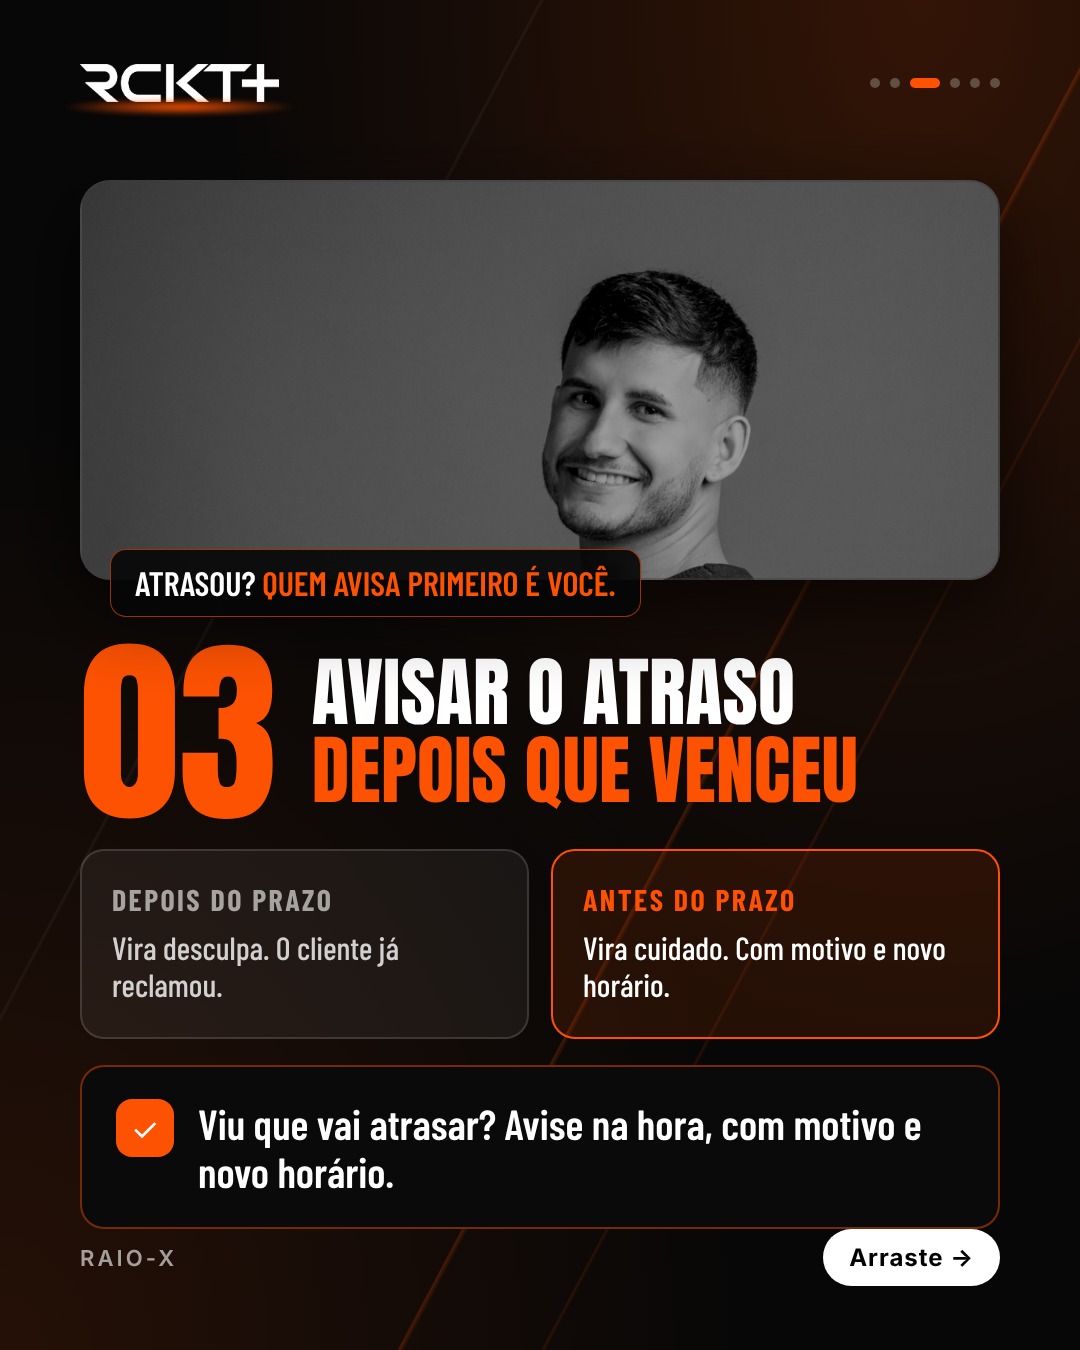 RCKT+
ATRASOU? QUEM AVISA PRIMEIRO É VOCÊ.
03
AVISAR O ATRASO
DEPOIS QUE VENCEU
DEPOIS DO PRAZO
Vira desculpa. O cliente já
reclamou.
ANTES DO PRAZO
Vira cuidado. Com motivo e novo
horário.
Viu que vai atrasar? Avise na hora, com motivo e
novo horário.
RAIO-X
Arraste →